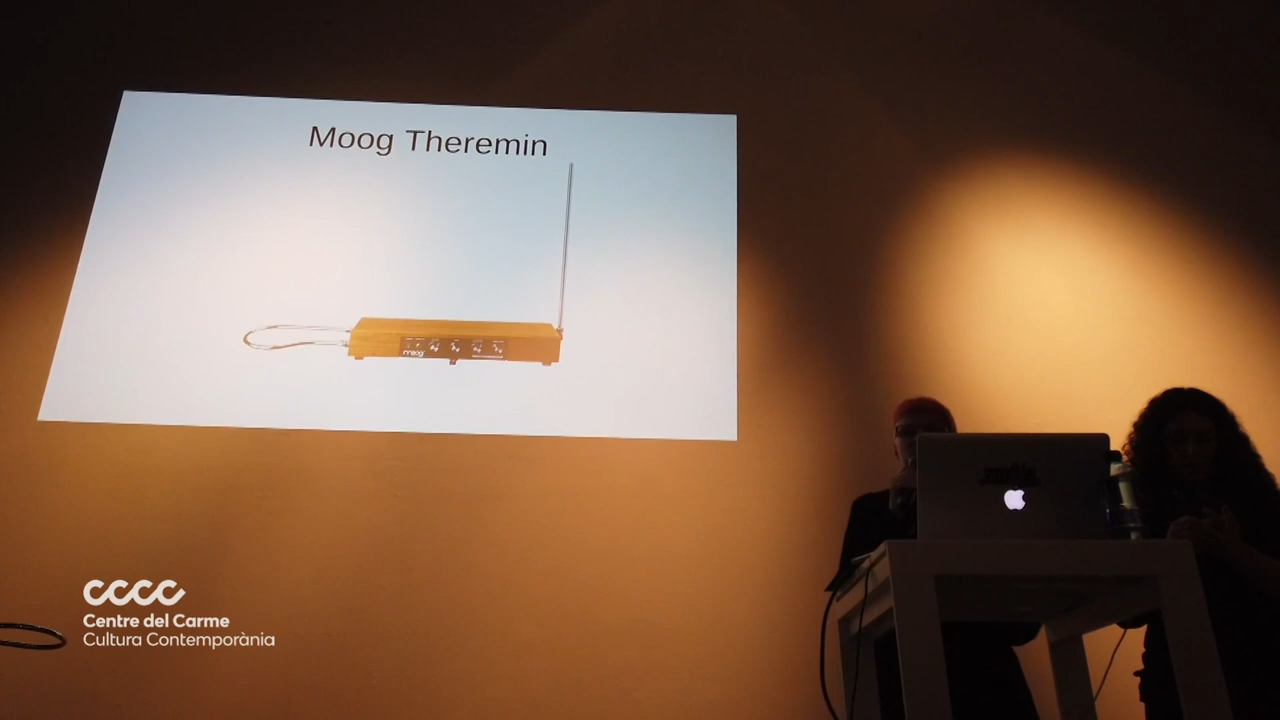 Moog Theremin
moog
cccc
Centre del Carme
Cultura Contemporània